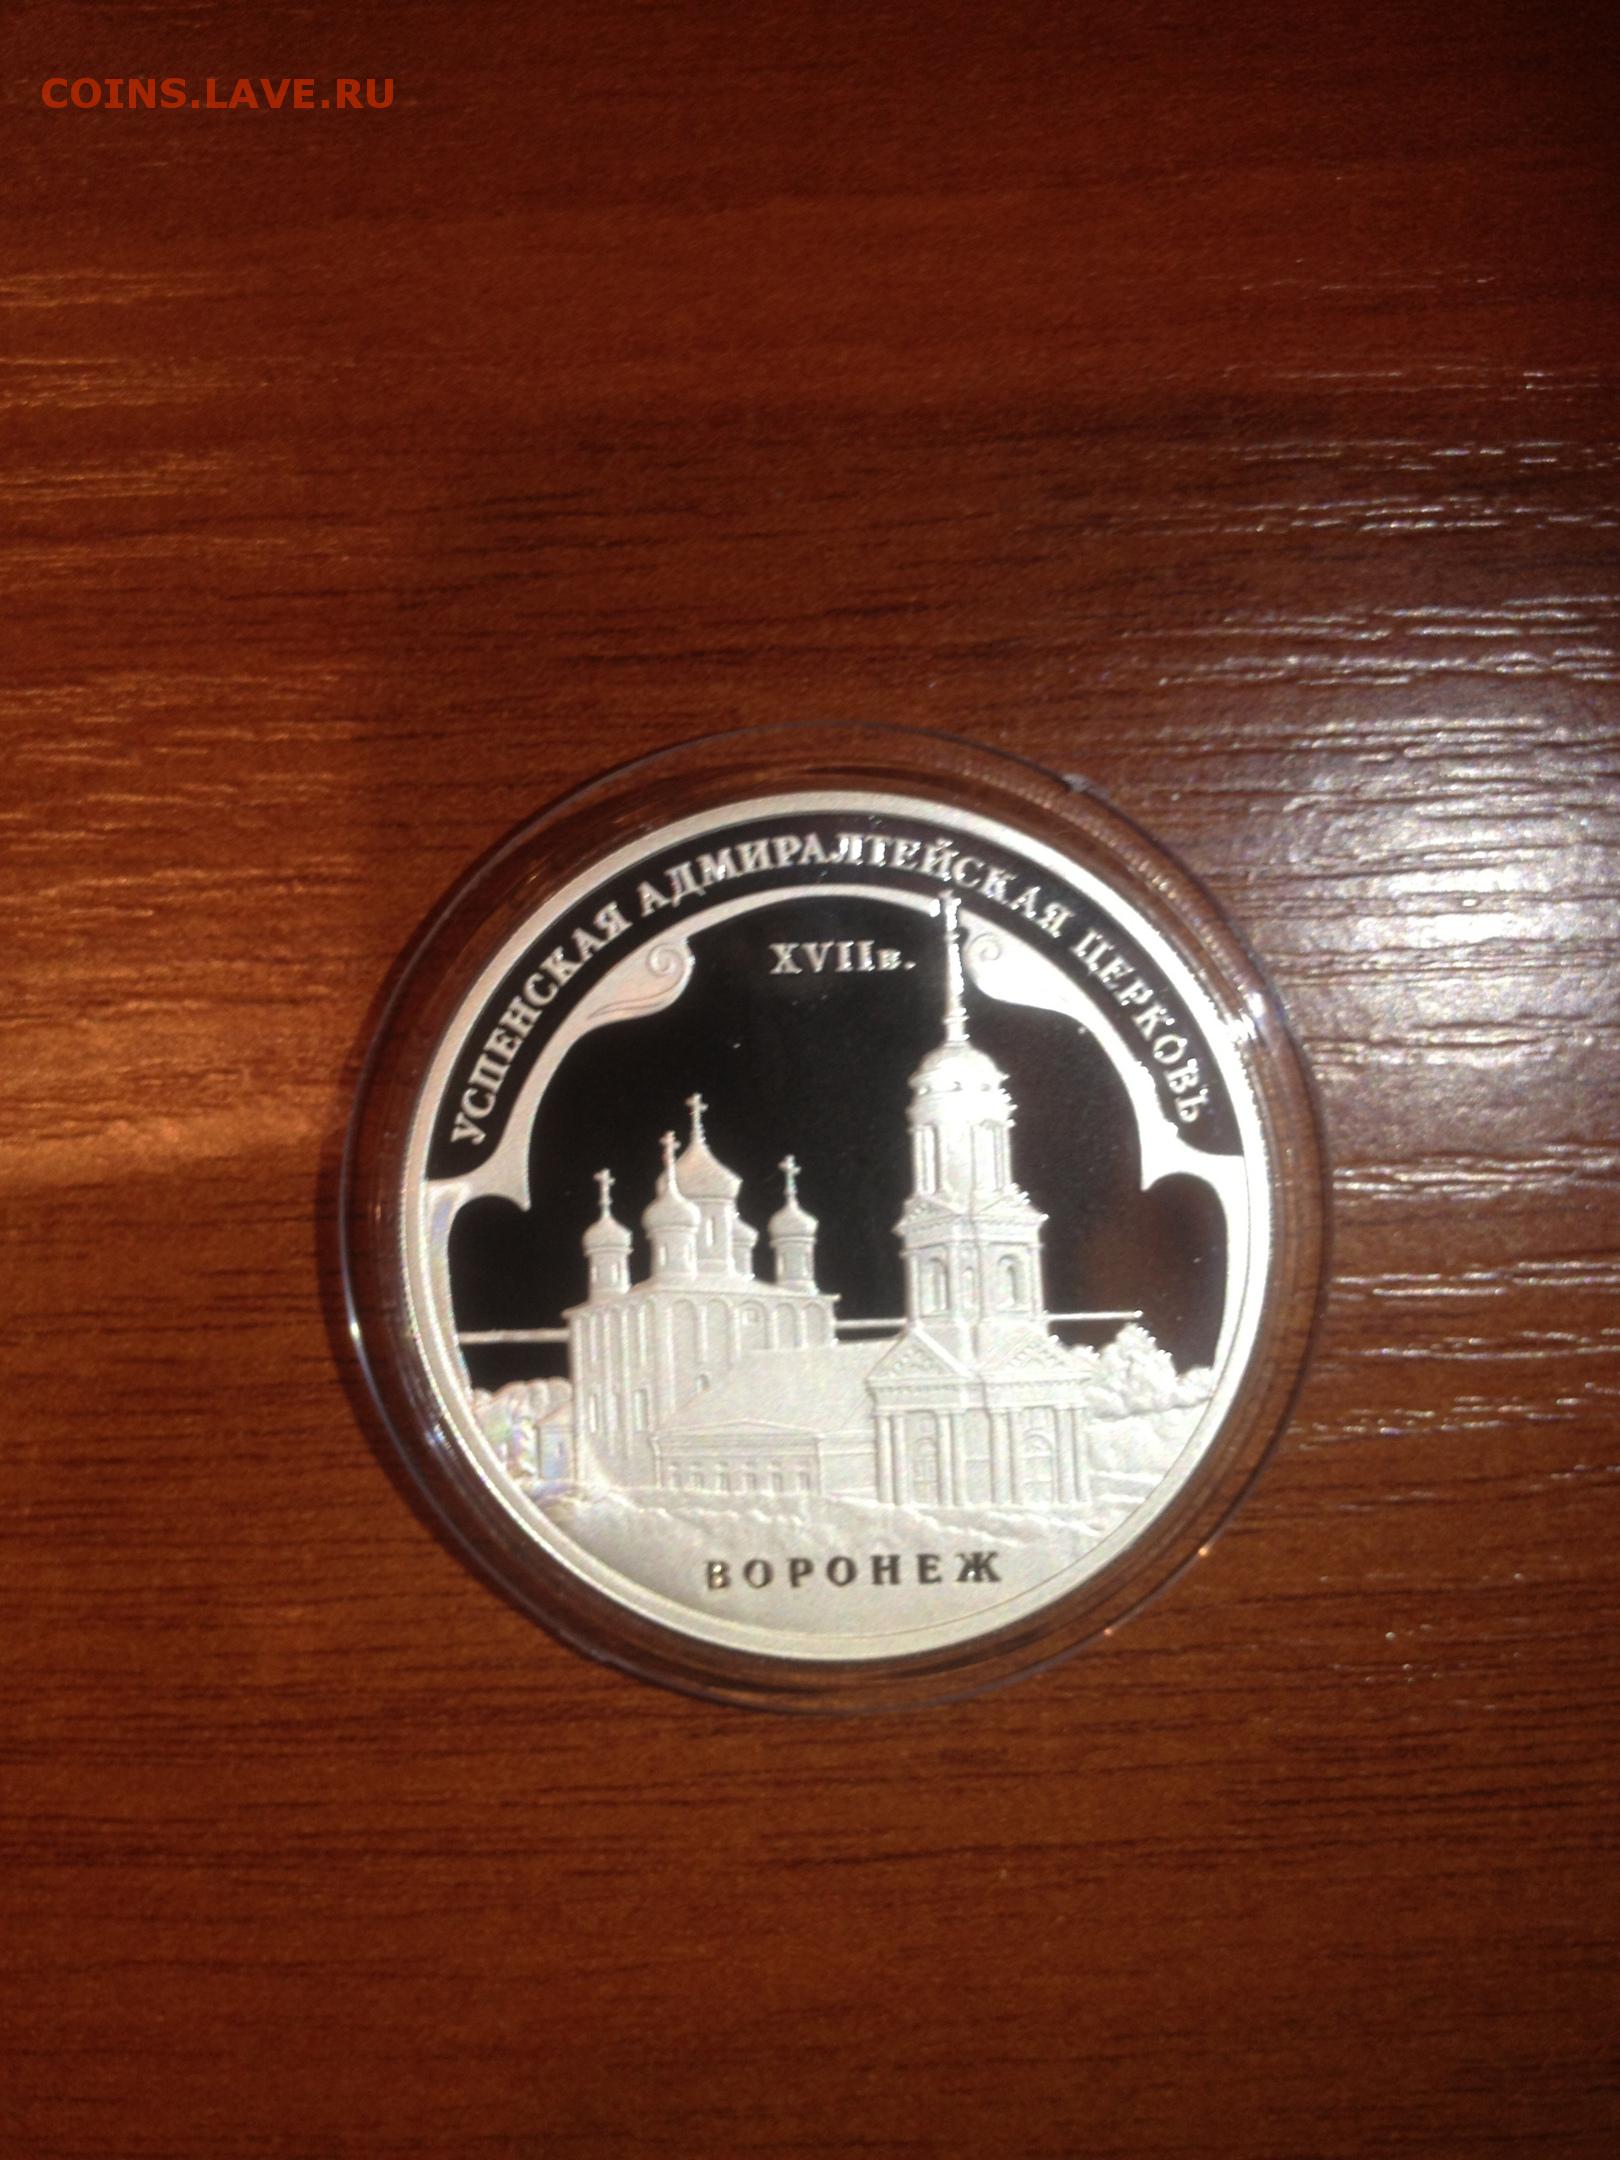 COINS.LAVE.RU
УСПЕНСКАЯ АДМИРАЛТЕЙСКАЯ ЦЕРКОВЬ
XVII в.
ВОРОНЕЖ